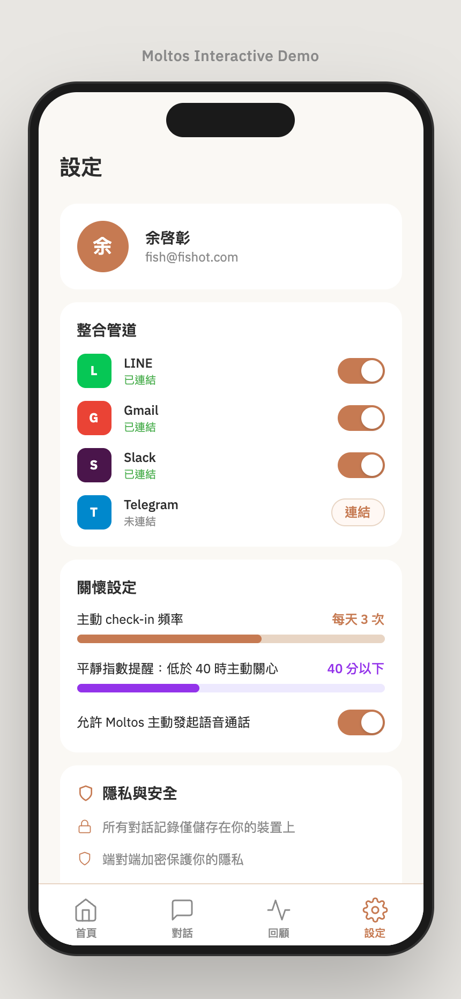 Moltos Interactive Demo
設定
余
余啓彰
fish@fishot.com
整合管道
L
LINE
已連結
G
Gmail
已連結
S
Slack
已連結
T
Telegram
未連結
連結
關懷設定
主動 check-in 頻率
每天 3 次
平靜指數提醒：低於 40 時主動關心
40 分以下
允許 Moltos 主動發起語音通話
隱私與安全
所有對話記錄僅儲存在你的裝置上
端對端加密保護你的隱私
首頁
對話
回顧
設定